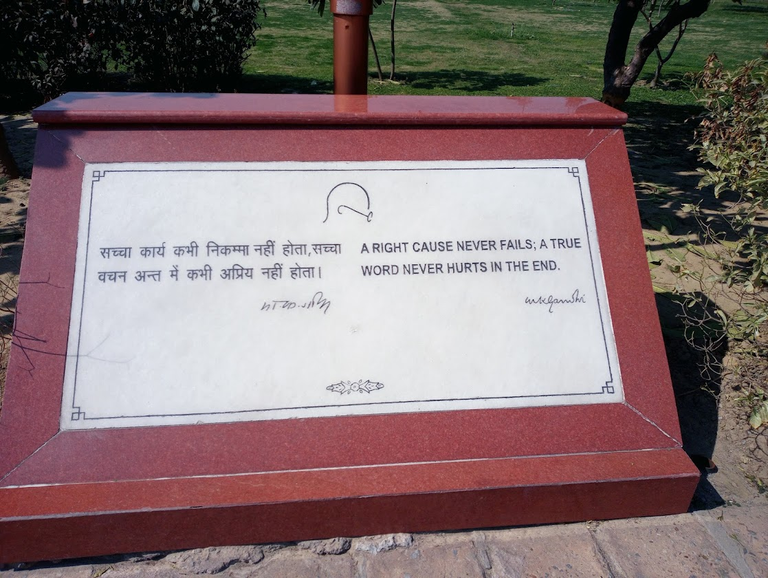 सच्चा कार्य कभी निकम्मा नहीं होता,सच्चा
वचन अन्त में कभी अप्रिय नहीं होता।
A RIGHT CAUSE NEVER FAILS; A TRUE
WORD NEVER HURTS IN THE END.
mkgandhi